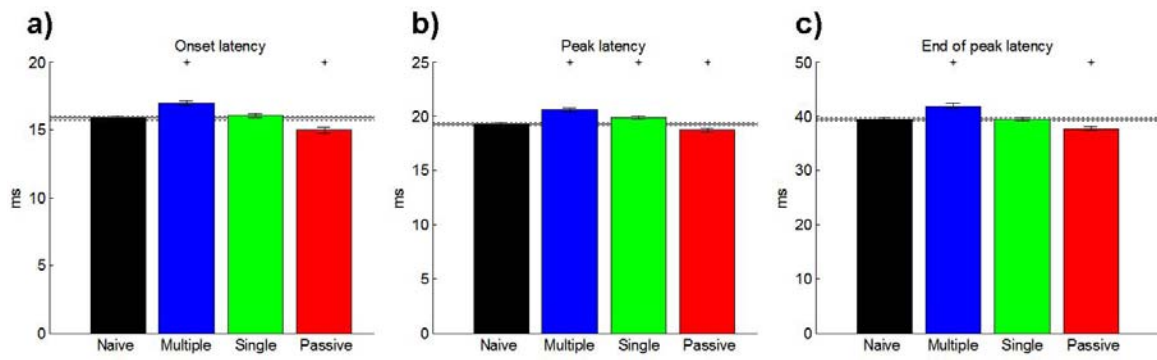 a)
Onset latency
20
15
10
5
0
ms
+ +
Naive Multiple Single Passive
b)
Peak latency
25
20
15
10
5
0
ms
+ + +
Naive Multiple Single Passive
c)
End of peak latency
50
40
30
20
10
0
ms
+ +
Naive Multiple Single Passive